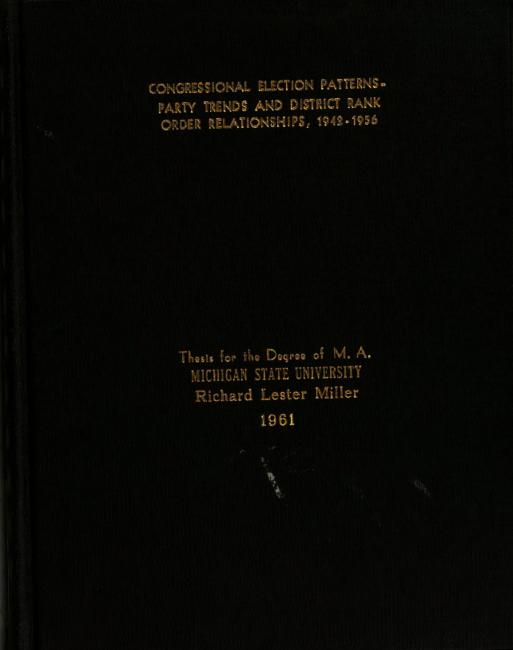 CONGRESSIONAL ELECTION PATTERNS-
PARTY TRENDS AND DISTRICT RANK
ORDER RELATIONSHIPS, 1942-1956
Thesis for the Degree of M. A.
MICHIGAN STATE UNIVERSITY
Richard Lester Miller
1961